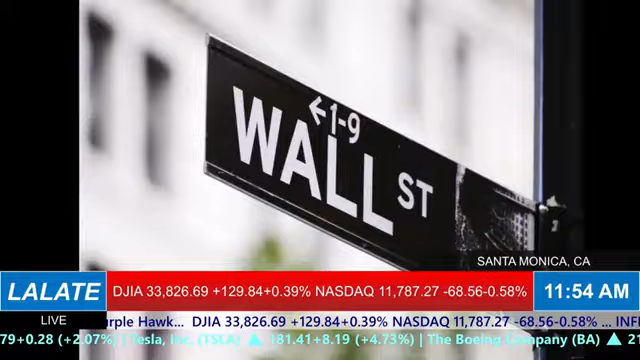 ←1-9
WALL ST
SANTA MONICA, CA
LALATE
DJIA 33,826.69 +129.84+0.39% NASDAQ 11,787.27 -68.56-0.58%
11:54 AM
LIVE
urple Hawk... DJIA 33,826.69 +129.84+0.39% NASDAQ 11,787.27 -68.56-0.58% ... INF
79+0.28 (+2.07%) | Tesla, Inc. (TSLA) ▲ 181.41+8.19 (+4.73%) | The Boeing Company (BA) ▲ 2